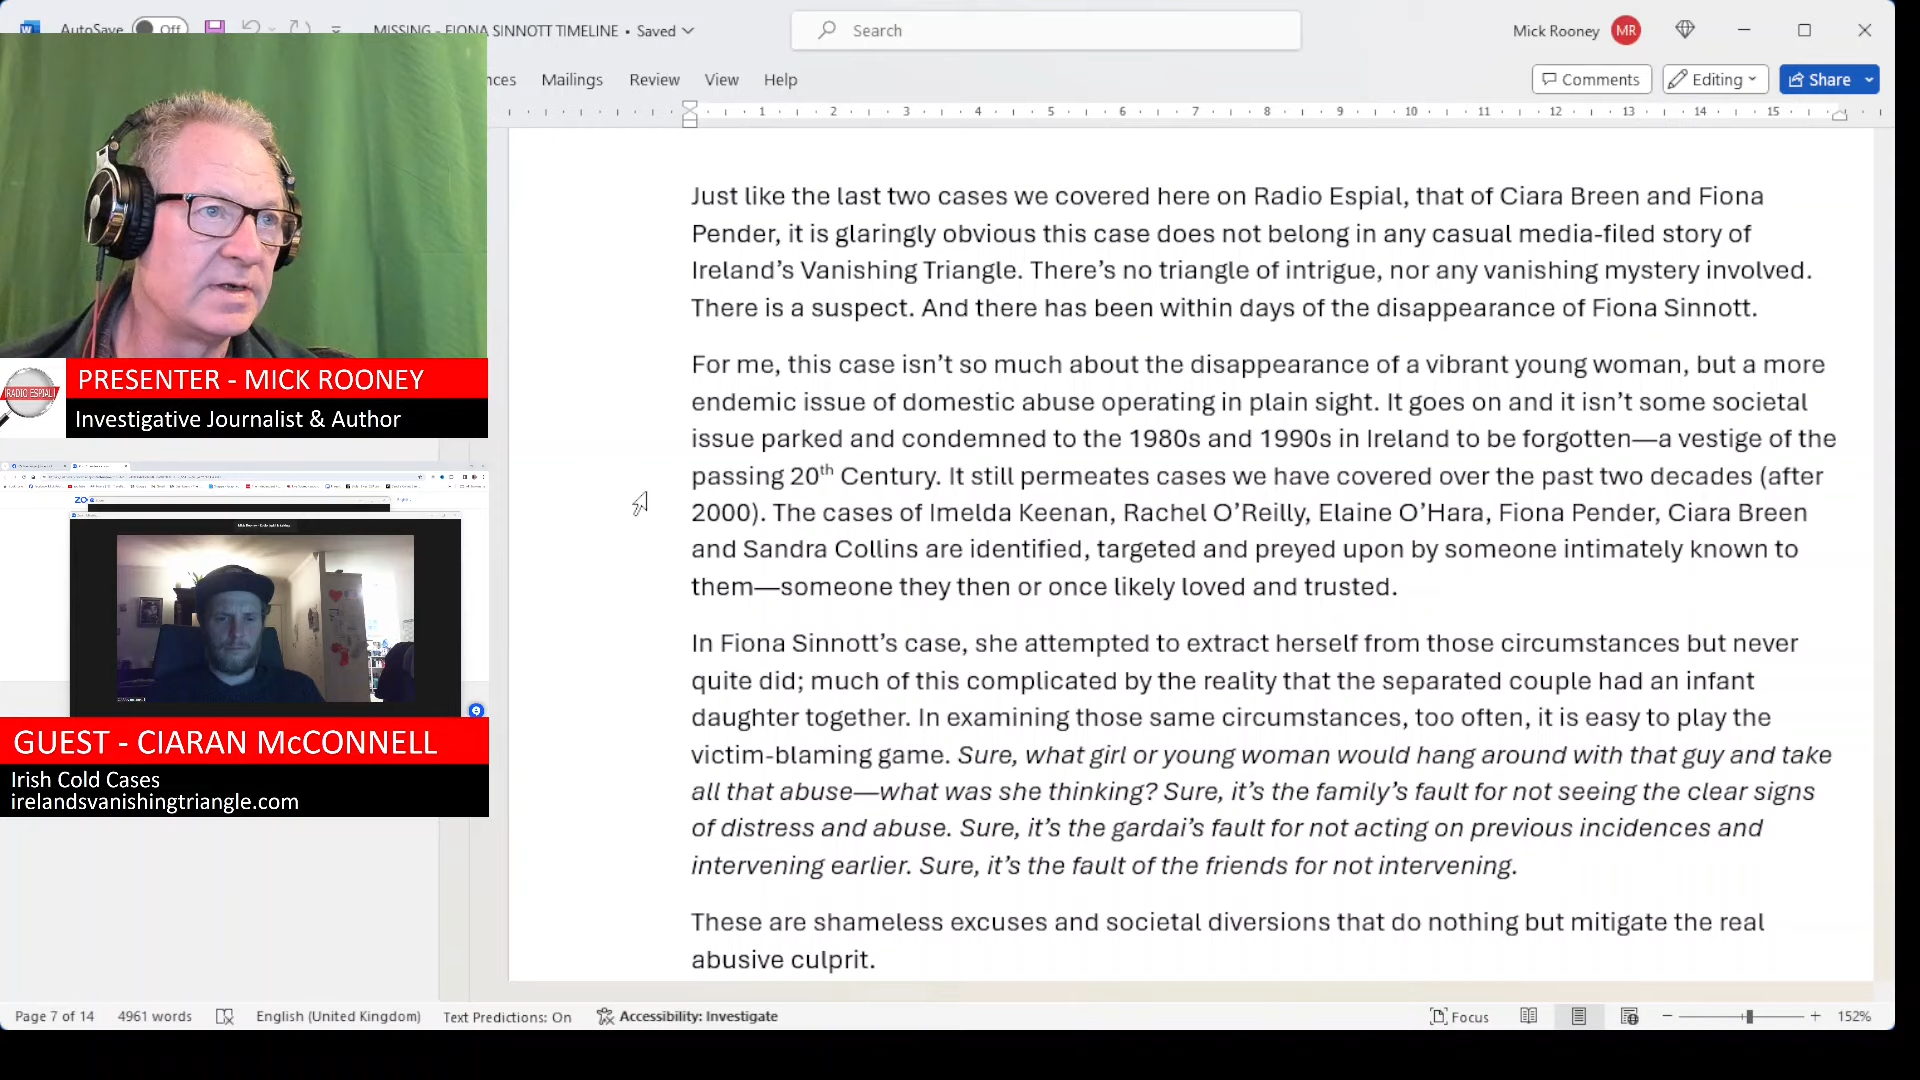 AutoSave Off MISSING - FIONA SINNOTT TIMELINE • Saved Search Mick Rooney MR
nces Mailings Review View Help Comments Editing Share
1 2 3 4 5 6 7 8 9 10 11 12 13 14 15
Just like the last two cases we covered here on Radio Espial, that of Ciara Breen and Fiona
Pender, it is glaringly obvious this case does not belong in any casual media-filed story of
Ireland’s Vanishing Triangle. There’s no triangle of intrigue, nor any vanishing mystery involved.
There is a suspect. And there has been within days of the disappearance of Fiona Sinnott.
For me, this case isn’t so much about the disappearance of a vibrant young woman, but a more
endemic issue of domestic abuse operating in plain sight. It goes on and it isn’t some societal
issue parked and condemned to the 1980s and 1990s in Ireland to be forgotten—a vestige of the
passing 20th Century. It still permeates cases we have covered over the past two decades (after
2000). The cases of Imelda Keenan, Rachel O’Reilly, Elaine O’Hara, Fiona Pender, Ciara Breen
and Sandra Collins are identified, targeted and preyed upon by someone intimately known to
them—someone they then or once likely loved and trusted.
In Fiona Sinnott’s case, she attempted to extract herself from those circumstances but never
quite did; much of this complicated by the reality that the separated couple had an infant
daughter together. In examining those same circumstances, too often, it is easy to play the
victim-blaming game. Sure, what girl or young woman would hang around with that guy and take
all that abuse—what was she thinking? Sure, it’s the family’s fault for not seeing the clear signs
of distress and abuse. Sure, it’s the gardai’s fault for not acting on previous incidences and
intervening earlier. Sure, it’s the fault of the friends for not intervening.
These are shameless excuses and societal diversions that do nothing but mitigate the real
abusive culprit.
RADIO ESPIAL
PRESENTER - MICK ROONEY
Investigative Journalist & Author
GUEST - CIARAN McCONNELL
Irish Cold Cases
irelandsvanishingtriangle.com
Page 7 of 14 4961 words English (United Kingdom) Text Predictions: On Accessibility: Investigate Focus 152%